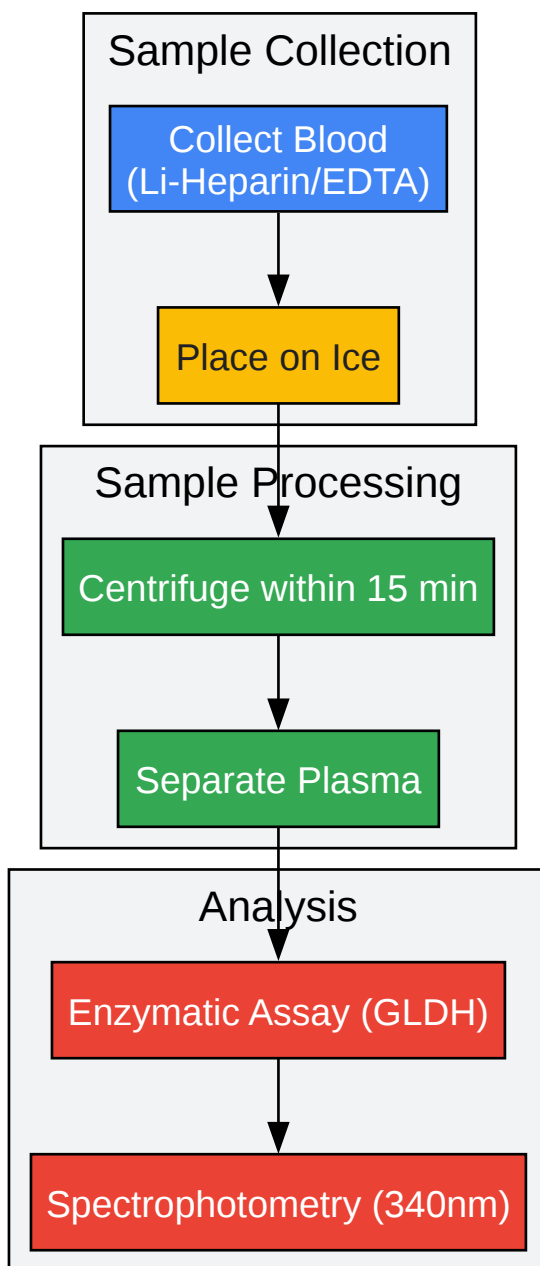 Sample Collection
Collect Blood
(Li-Heparin/EDTA)
Place on Ice
Sample Processing
Centrifuge within 15 min
Separate Plasma
Analysis
Enzymatic Assay (GLDH)
Spectrophotometry (340nm)